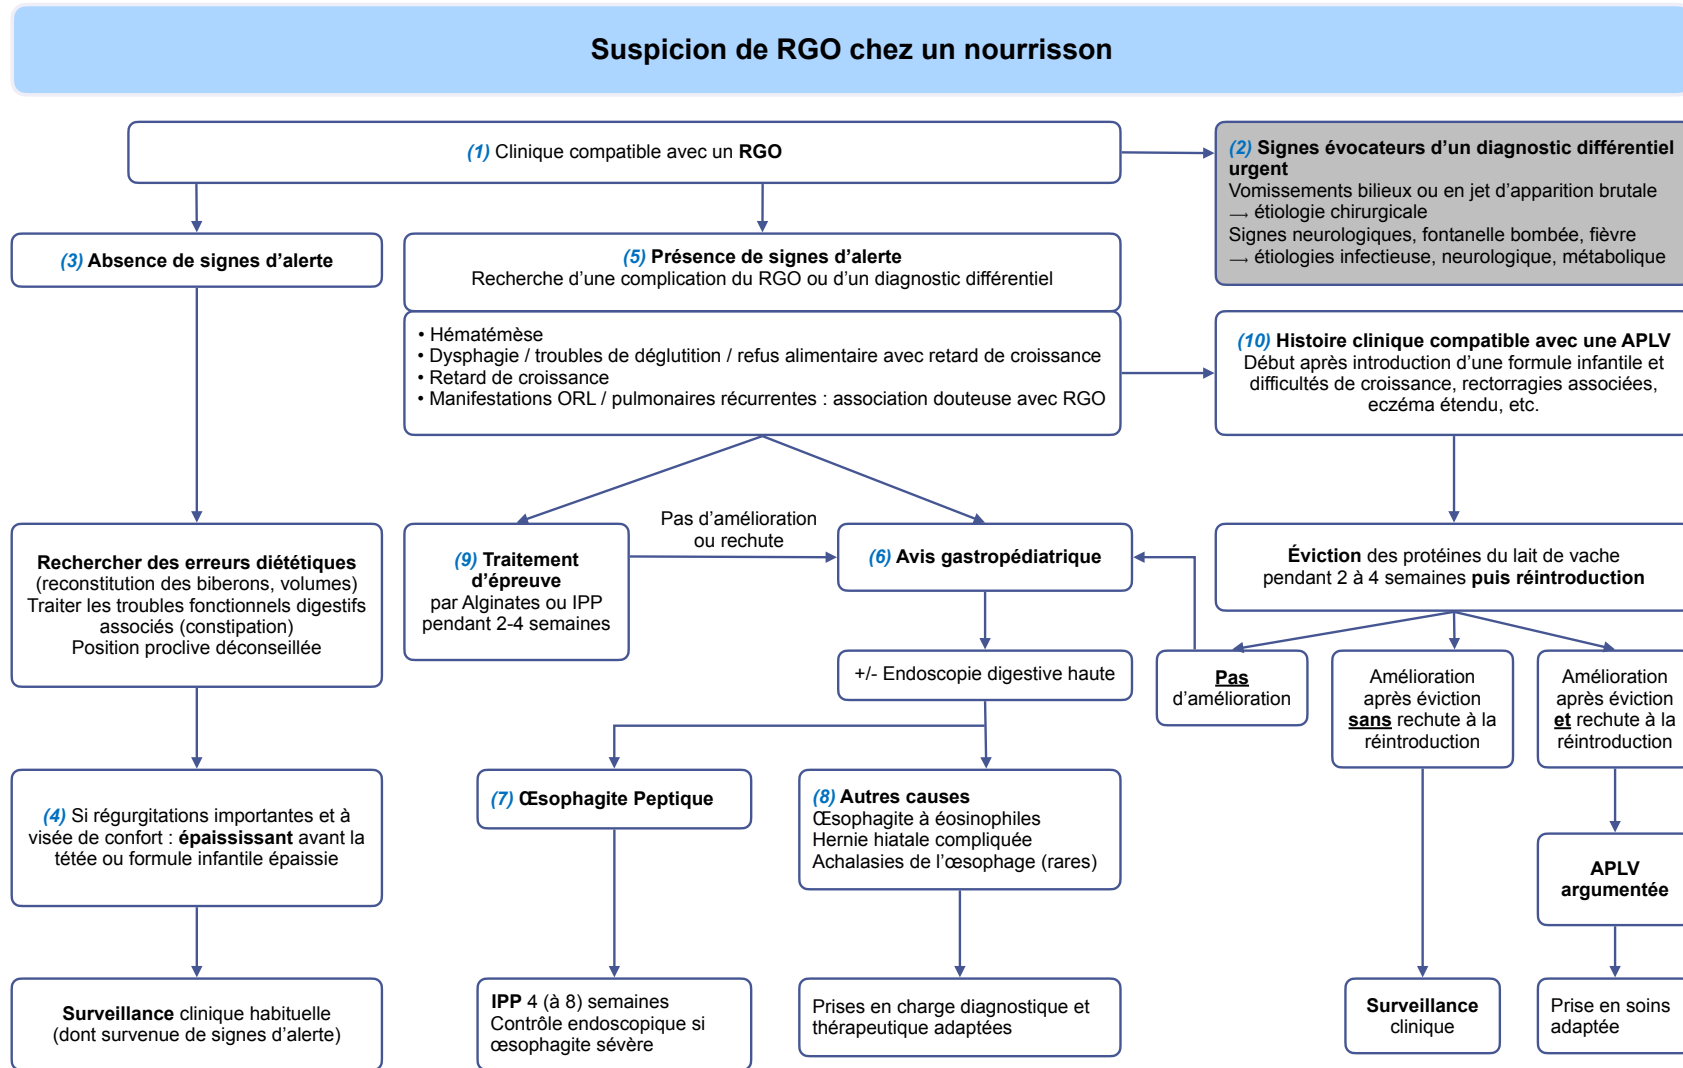 Suspicion de RGO chez un nourrisson
(1) Clinique compatible avec un RGO
(2) Signes évocateurs d’un diagnostic différentiel
urgent
Vomissements bilieux ou en jet d’apparition brutale
→ étiologie chirurgicale
Signes neurologiques, fontanelle bombée, fièvre
→ étiologies infectieuse, neurologique, métabolique
(3) Absence de signes d’alerte
(5) Présence de signes d’alerte
Recherche d’une complication du RGO ou d’un diagnostic différentiel
• Hématémèse
• Dysphagie / troubles de déglutition / refus alimentaire avec retard de croissance
• Retard de croissance
• Manifestations ORL / pulmonaires récurrentes : association douteuse avec RGO
(10) Histoire clinique compatible avec une APLV
Début après introduction d’une formule infantile et
difficultés de croissance, rectorragies associées,
eczéma étendu, etc.
Rechercher des erreurs diététiques
(reconstitution des biberons, volumes)
Traiter les troubles fonctionnels digestifs
associés (constipation)
Position proclive déconseillée
(9) Traitement
d’épreuve
par Alginates ou IPP
pendant 2-4 semaines
Pas d’amélioration
ou rechute
(6) Avis gastropédiatrique
Éviction des protéines du lait de vache
pendant 2 à 4 semaines puis réintroduction
+/- Endoscopie digestive haute
Pas
d’amélioration
Amélioration
après éviction
sans rechute à la
réintroduction
Amélioration
après éviction
et rechute à la
réintroduction
(4) Si régurgitations importantes et à
visée de confort : épaississant avant la
tétée ou formule infantile épaissie
(7) Œsophagite Peptique
(8) Autres causes
Œsophagite à éosinophiles
Hernie hiatale compliquée
Achalasies de l’œsophage (rares)
APLV
argumentée
Surveillance clinique habituelle
(dont survenue de signes d’alerte)
IPP 4 (à 8) semaines
Contrôle endoscopique si
œsophagite sévère
Prises en charge diagnostique et
thérapeutique adaptées
Surveillance
clinique
Prise en soins
adaptée